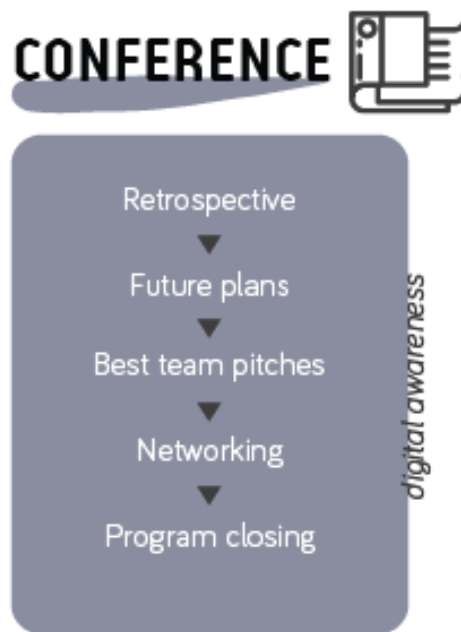 CONFERENCE
Retrospective
Future plans
Best team pitches
Networking
Program closing
digital awareness